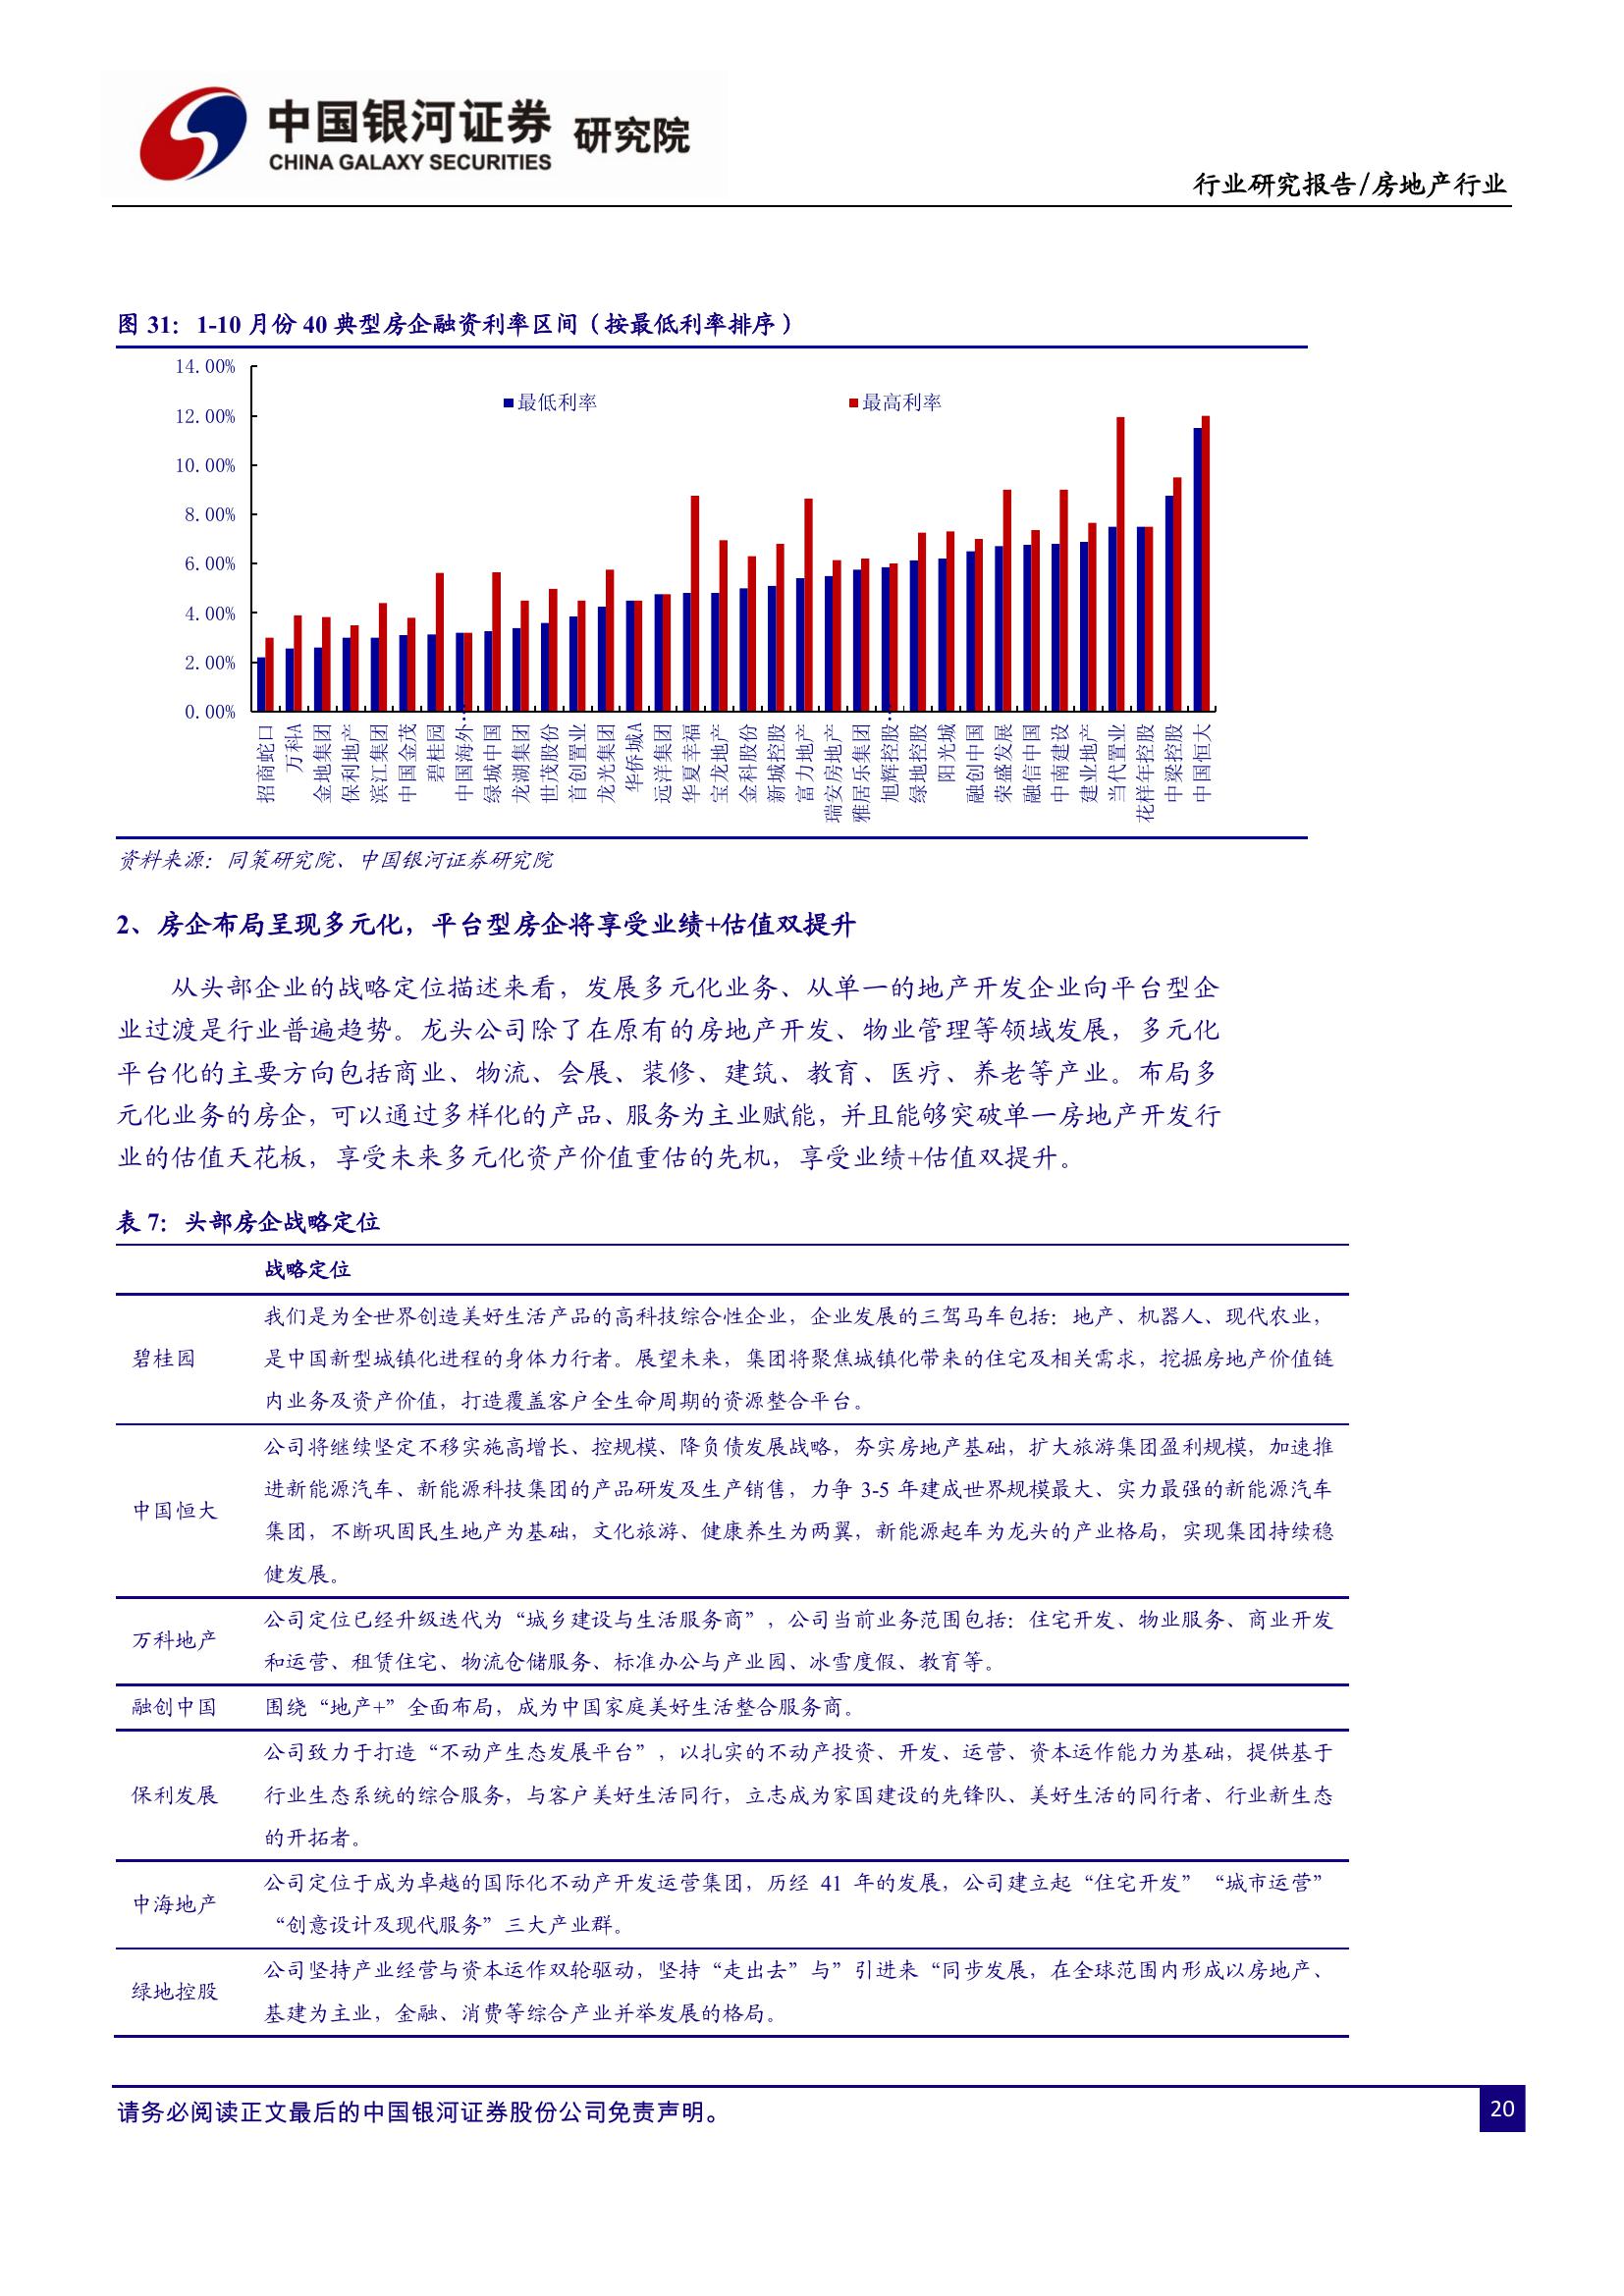 中国银河证券 研究院
CHINA GALAXY SECURITIES
行业研究报告/房地产行业
图 31：1-10 月份 40 典型房企融资利率区间（按最低利率排序）
14.00%
12.00%
10.00%
8.00%
6.00%
4.00%
2.00%
0.00%
最低利率
最高利率
招商蛇口
万科A
金地集团
保利地产
滨江集团
中国金茂
碧桂园
中国海外…
绿城中国
龙湖集团
世茂股份
首创置业
龙光集团
华侨城A
远洋集团
华夏幸福
宝龙地产
金科股份
新城控股
富力地产
瑞安房地产
雅居乐集团
旭辉控股…
绿地控股
阳光城
融创中国
荣盛发展
融信中国
中南建设
建业地产
当代置业
花样年控股
中梁控股
中国恒大
资料来源：同策研究院、中国银河证券研究院
2、房企布局呈现多元化，平台型房企将享受业绩+估值双提升
从头部企业的战略定位描述来看，发展多元化业务、从单一的地产开发企业向平台型企
业过渡是行业普遍趋势。龙头公司除了在原有的房地产开发、物业管理等领域发展，多元化
平台化的主要方向包括商业、物流、会展、装修、建筑、教育、医疗、养老等产业。布局多
元化业务的房企，可以通过多样化的产品、服务为主业赋能，并且能够突破单一房地产开发行
业的估值天花板，享受未来多元化资产价值重估的先机，享受业绩+估值双提升。
表 7：头部房企战略定位
战略定位
碧桂园
我们是为全世界创造美好生活产品的高科技综合性企业，企业发展的三驾马车包括：地产、机器人、现代农业，
是中国新型城镇化进程的身体力行者。展望未来，集团将聚焦城镇化带来的住宅及相关需求，挖掘房地产价值链
内业务及资产价值，打造覆盖客户全生命周期的资源整合平台。
中国恒大
公司将继续坚定不移实施高增长、控规模、降负债发展战略，夯实房地产基础，扩大旅游集团盈利规模，加速推
进新能源汽车、新能源科技集团的产品研发及生产销售，力争 3-5 年建成世界规模最大、实力最强的新能源汽车
集团，不断巩固民生地产为基础，文化旅游、健康养生为两翼，新能源起车为龙头的产业格局，实现集团持续稳
健发展。
万科地产
公司定位已经升级迭代为“城乡建设与生活服务商”，公司当前业务范围包括：住宅开发、物业服务、商业开发
和运营、租赁住宅、物流仓储服务、标准办公与产业园、冰雪度假、教育等。
融创中国
围绕“地产+”全面布局，成为中国家庭美好生活整合服务商。
保利发展
公司致力于打造“不动产生态发展平台”，以扎实的不动产投资、开发、运营、资本运作能力为基础，提供基于
行业生态系统的综合服务，与客户美好生活同行，立志成为家国建设的先锋队、美好生活的同行者、行业新生态
的开拓者。
中海地产
公司定位于成为卓越的国际化不动产开发运营集团，历经 41 年的发展，公司建立起“住宅开发”“城市运营”
“创意设计及现代服务”三大产业群。
绿地控股
公司坚持产业经营与资本运作双轮驱动，坚持“走出去”与”引进来“同步发展，在全球范围内形成以房地产、
基建为主业，金融、消费等综合产业并举发展的格局。
请务必阅读正文最后的中国银河证券股份公司免责声明。
20